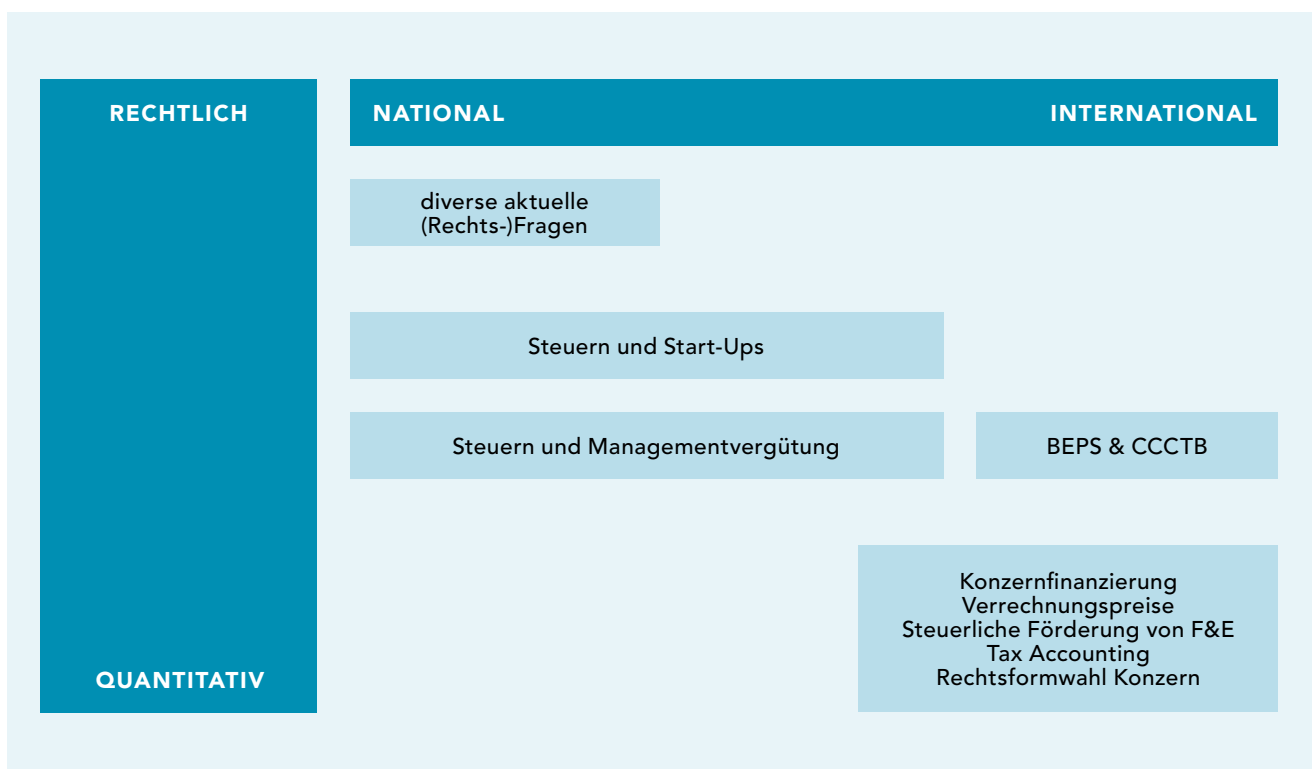 RECHTLICH
NATIONAL
INTERNATIONAL
diverse aktuelle
(Rechts-)Fragen
Steuern und Start-Ups
Steuern und Managementvergütung
BEPS & CCCTB
Konzernfinanzierung
Verrechnungspreise
Steuerliche Förderung von F&E
Tax Accounting
Rechtsformwahl Konzern
QUANTITATIV